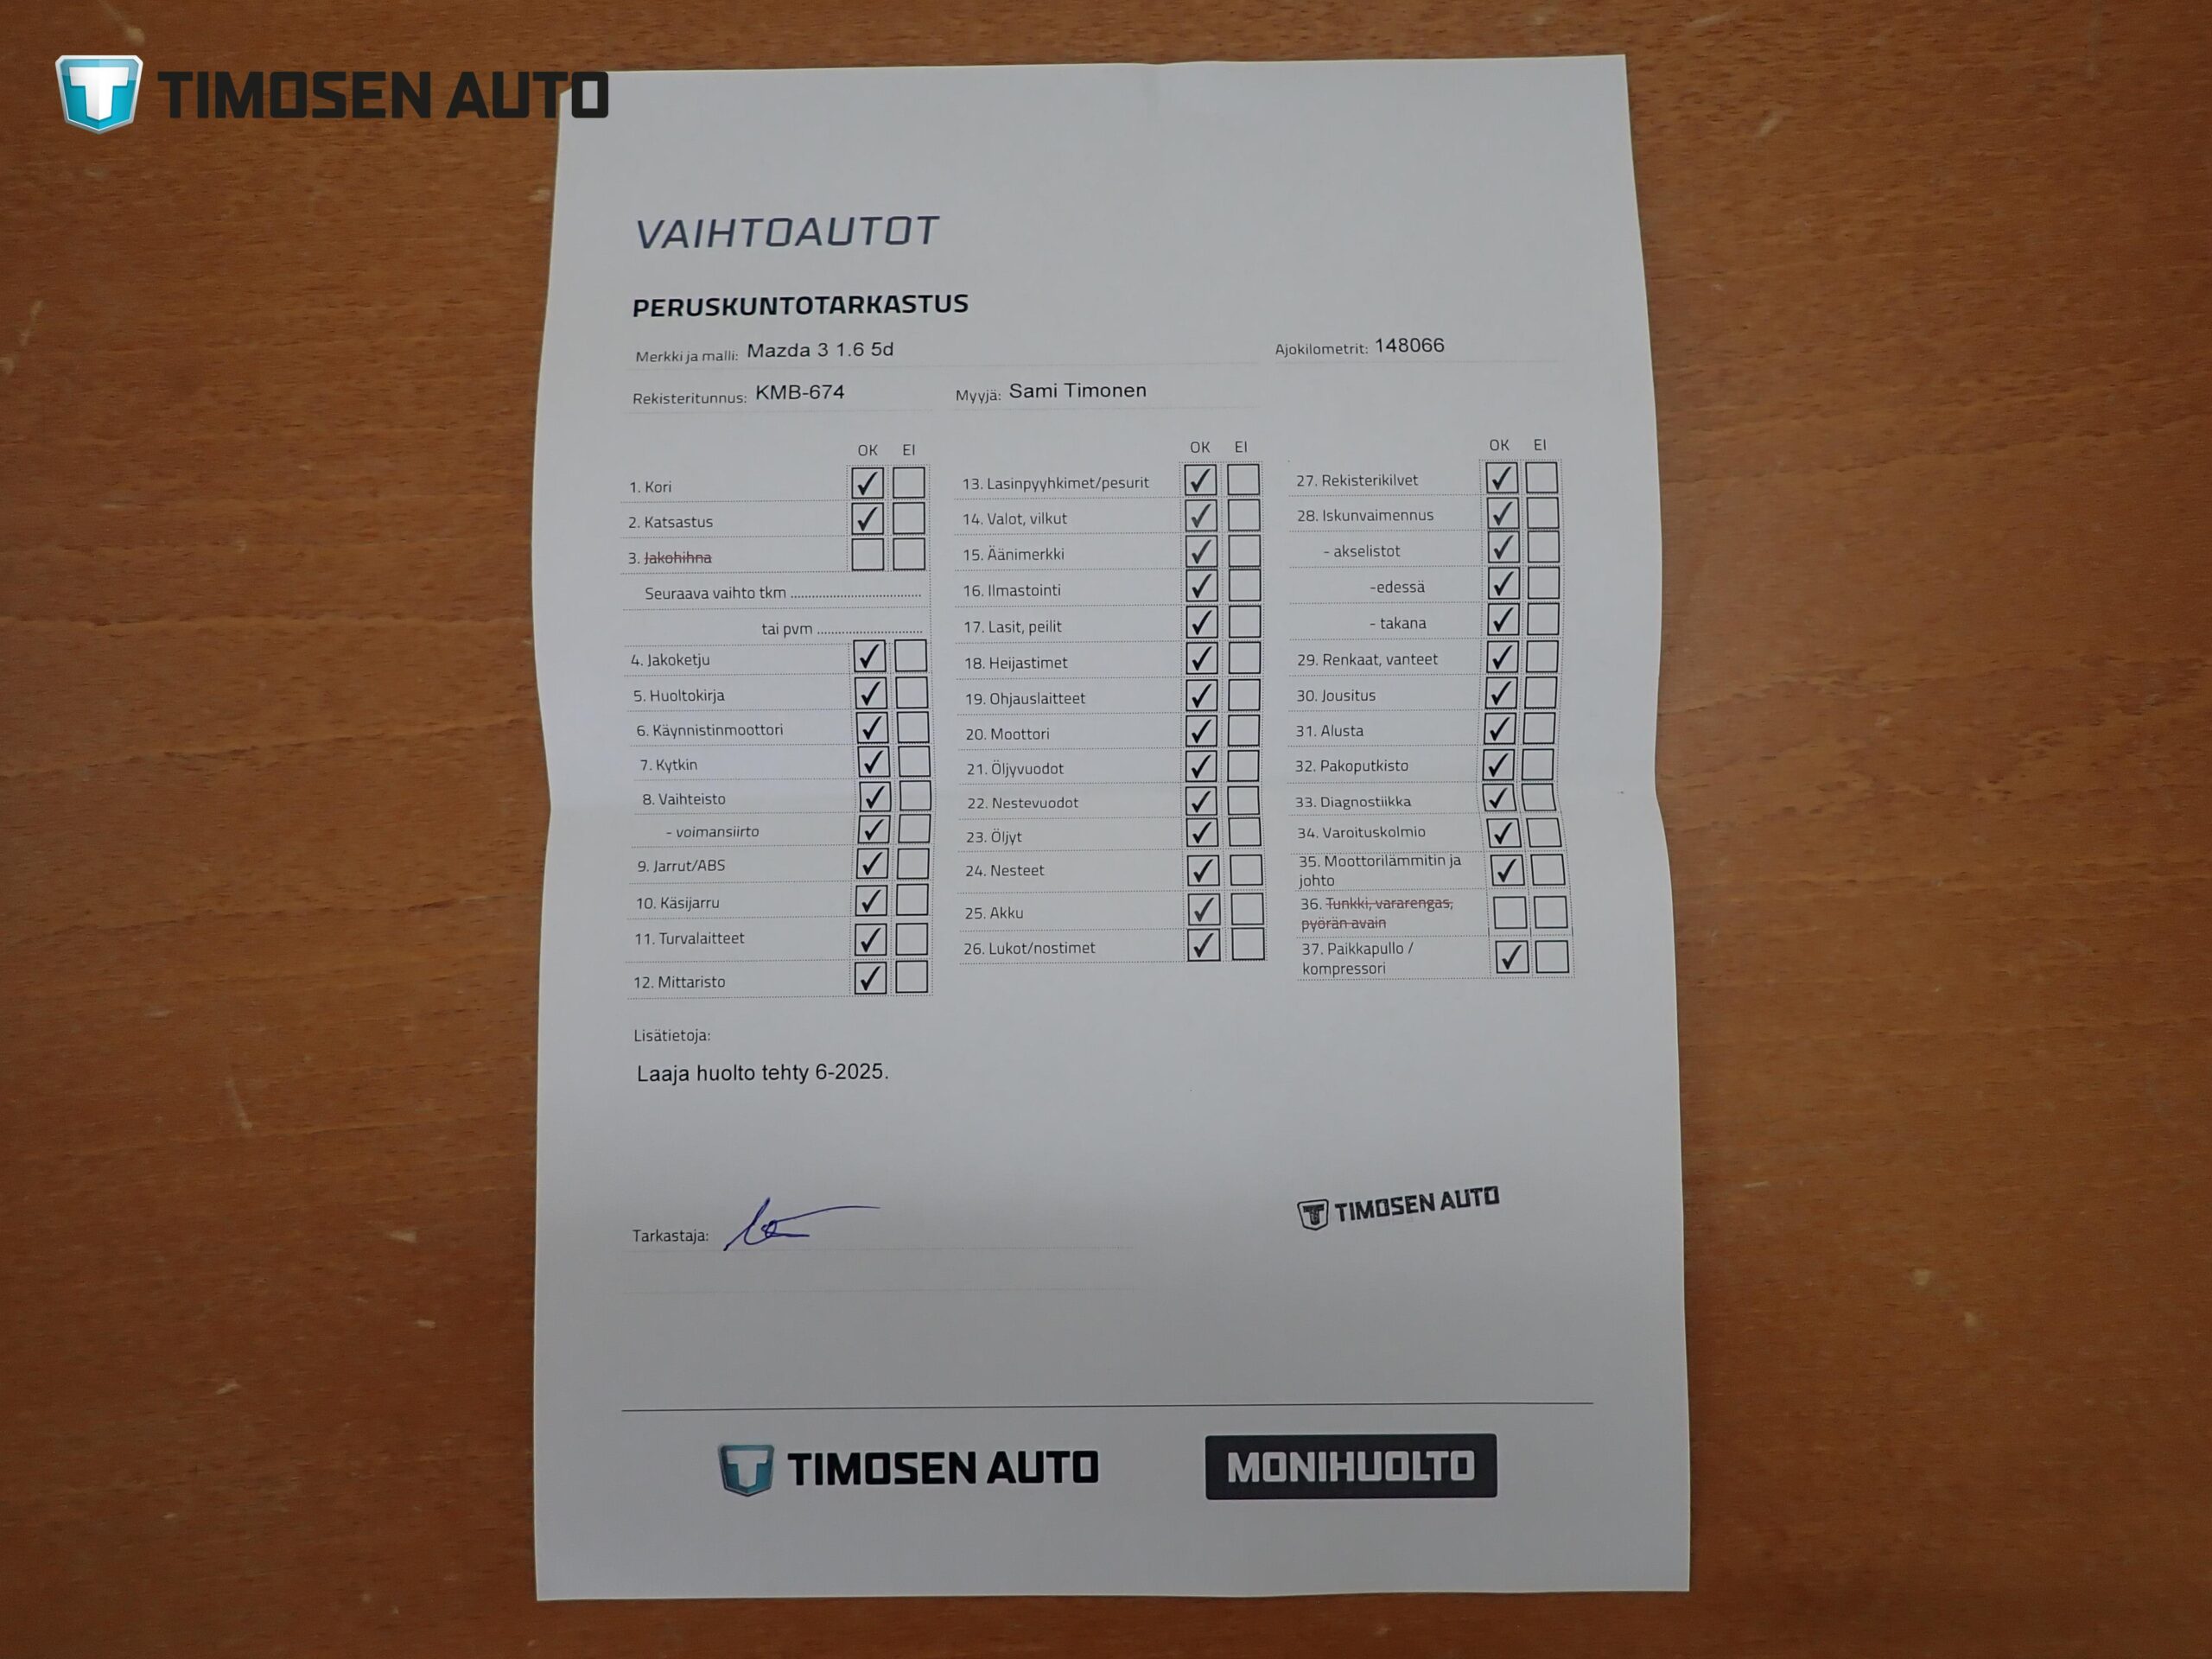 TIMOSEN AUTO
VAIHTOAUTOT
PERUSKUNTOTARKASTUS
Merkki ja malli: Mazda 3 1.6 5d
Ajokilometrit: 148066
Rekisteritunnus: KMB-674
Myyjä: Sami Timonen
OK EI
1. Kori
2. Katsastus
3. Jakohihna
Seuraava vaihto tkm
tai pvm
4. Jakoketju
5. Huoltokirja
6. Käynnistinmoottori
7. Kytkin
8. Vaihteisto
- voimansiirto
9. Jarrut/ABS
10. Käsijarru
11. Turvalaitteet
12. Mittaristo
OK EI
13. Lasinpyyhkimet/pesurit
14. Valot, vilkut
15. Äänimerkki
16. Ilmastointi
17. Lasit, peilit
18. Heijastimet
19. Ohjauslaitteet
20. Moottori
21. Öljyvuodot
22. Nestevuodot
23. Öljyt
24. Nesteet
25. Akku
26. Lukot/nostimet
OK EI
27. Rekisterikilvet
28. Iskunvaimennus
- akselistot
-edessä
- takana
29. Renkaat, vanteet
30. Jousitus
31. Alusta
32. Pakoputkisto
33. Diagnostiikka
34. Varoituskolmio
35. Moottorilämmitin ja
johto
36. Tunkki, vararengas,
pyörän avain
37. Paikkapullo /
kompressori
Lisätietoja:
Laaja huolto tehty 6-2025.
Tarkastaja:
TIMOSEN AUTO
TIMOSEN AUTO
MONIHUOLTO